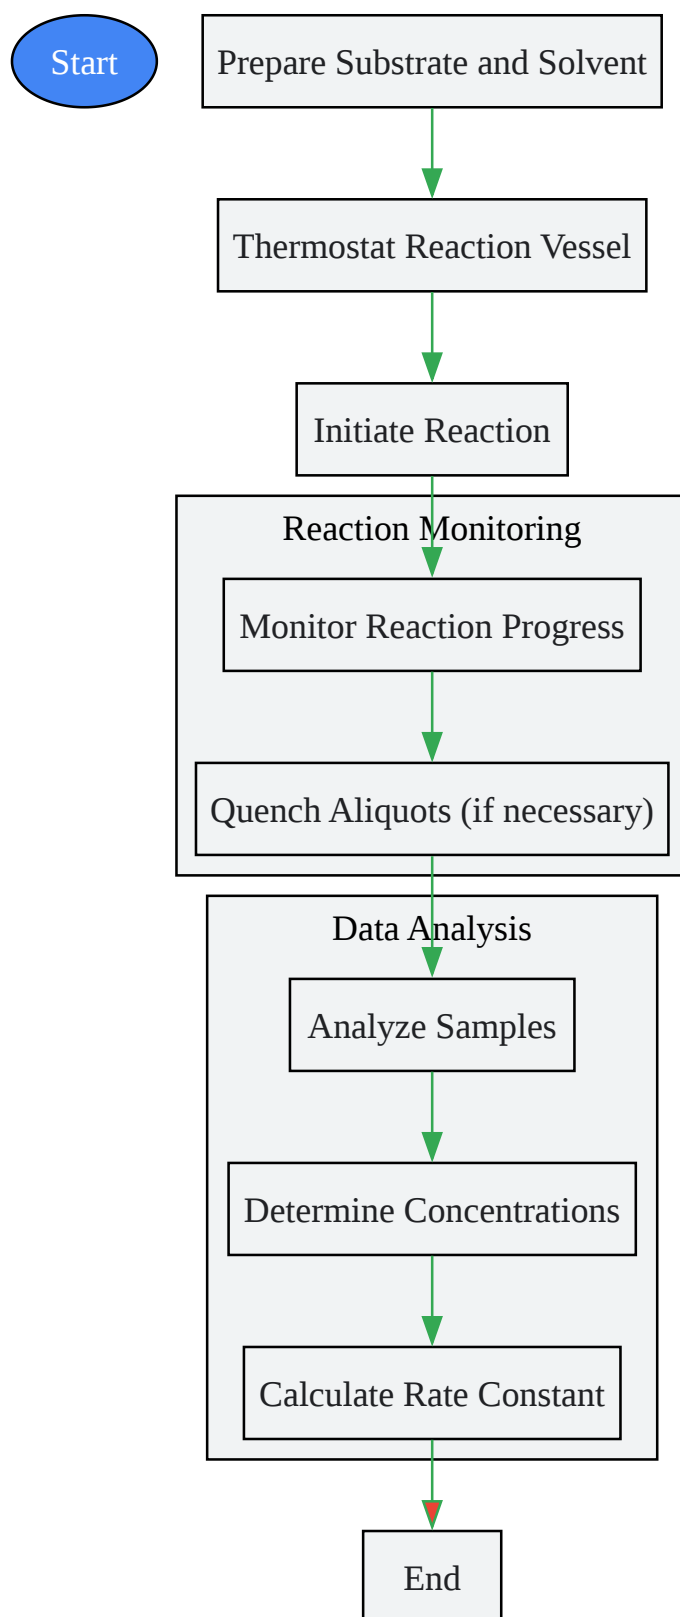 Start
Prepare Substrate and Solvent
Thermostat Reaction Vessel
Initiate Reaction
Reaction Monitoring
Monitor Reaction Progress
Quench Aliquots (if necessary)
Data Analysis
Analyze Samples
Determine Concentrations
Calculate Rate Constant
End